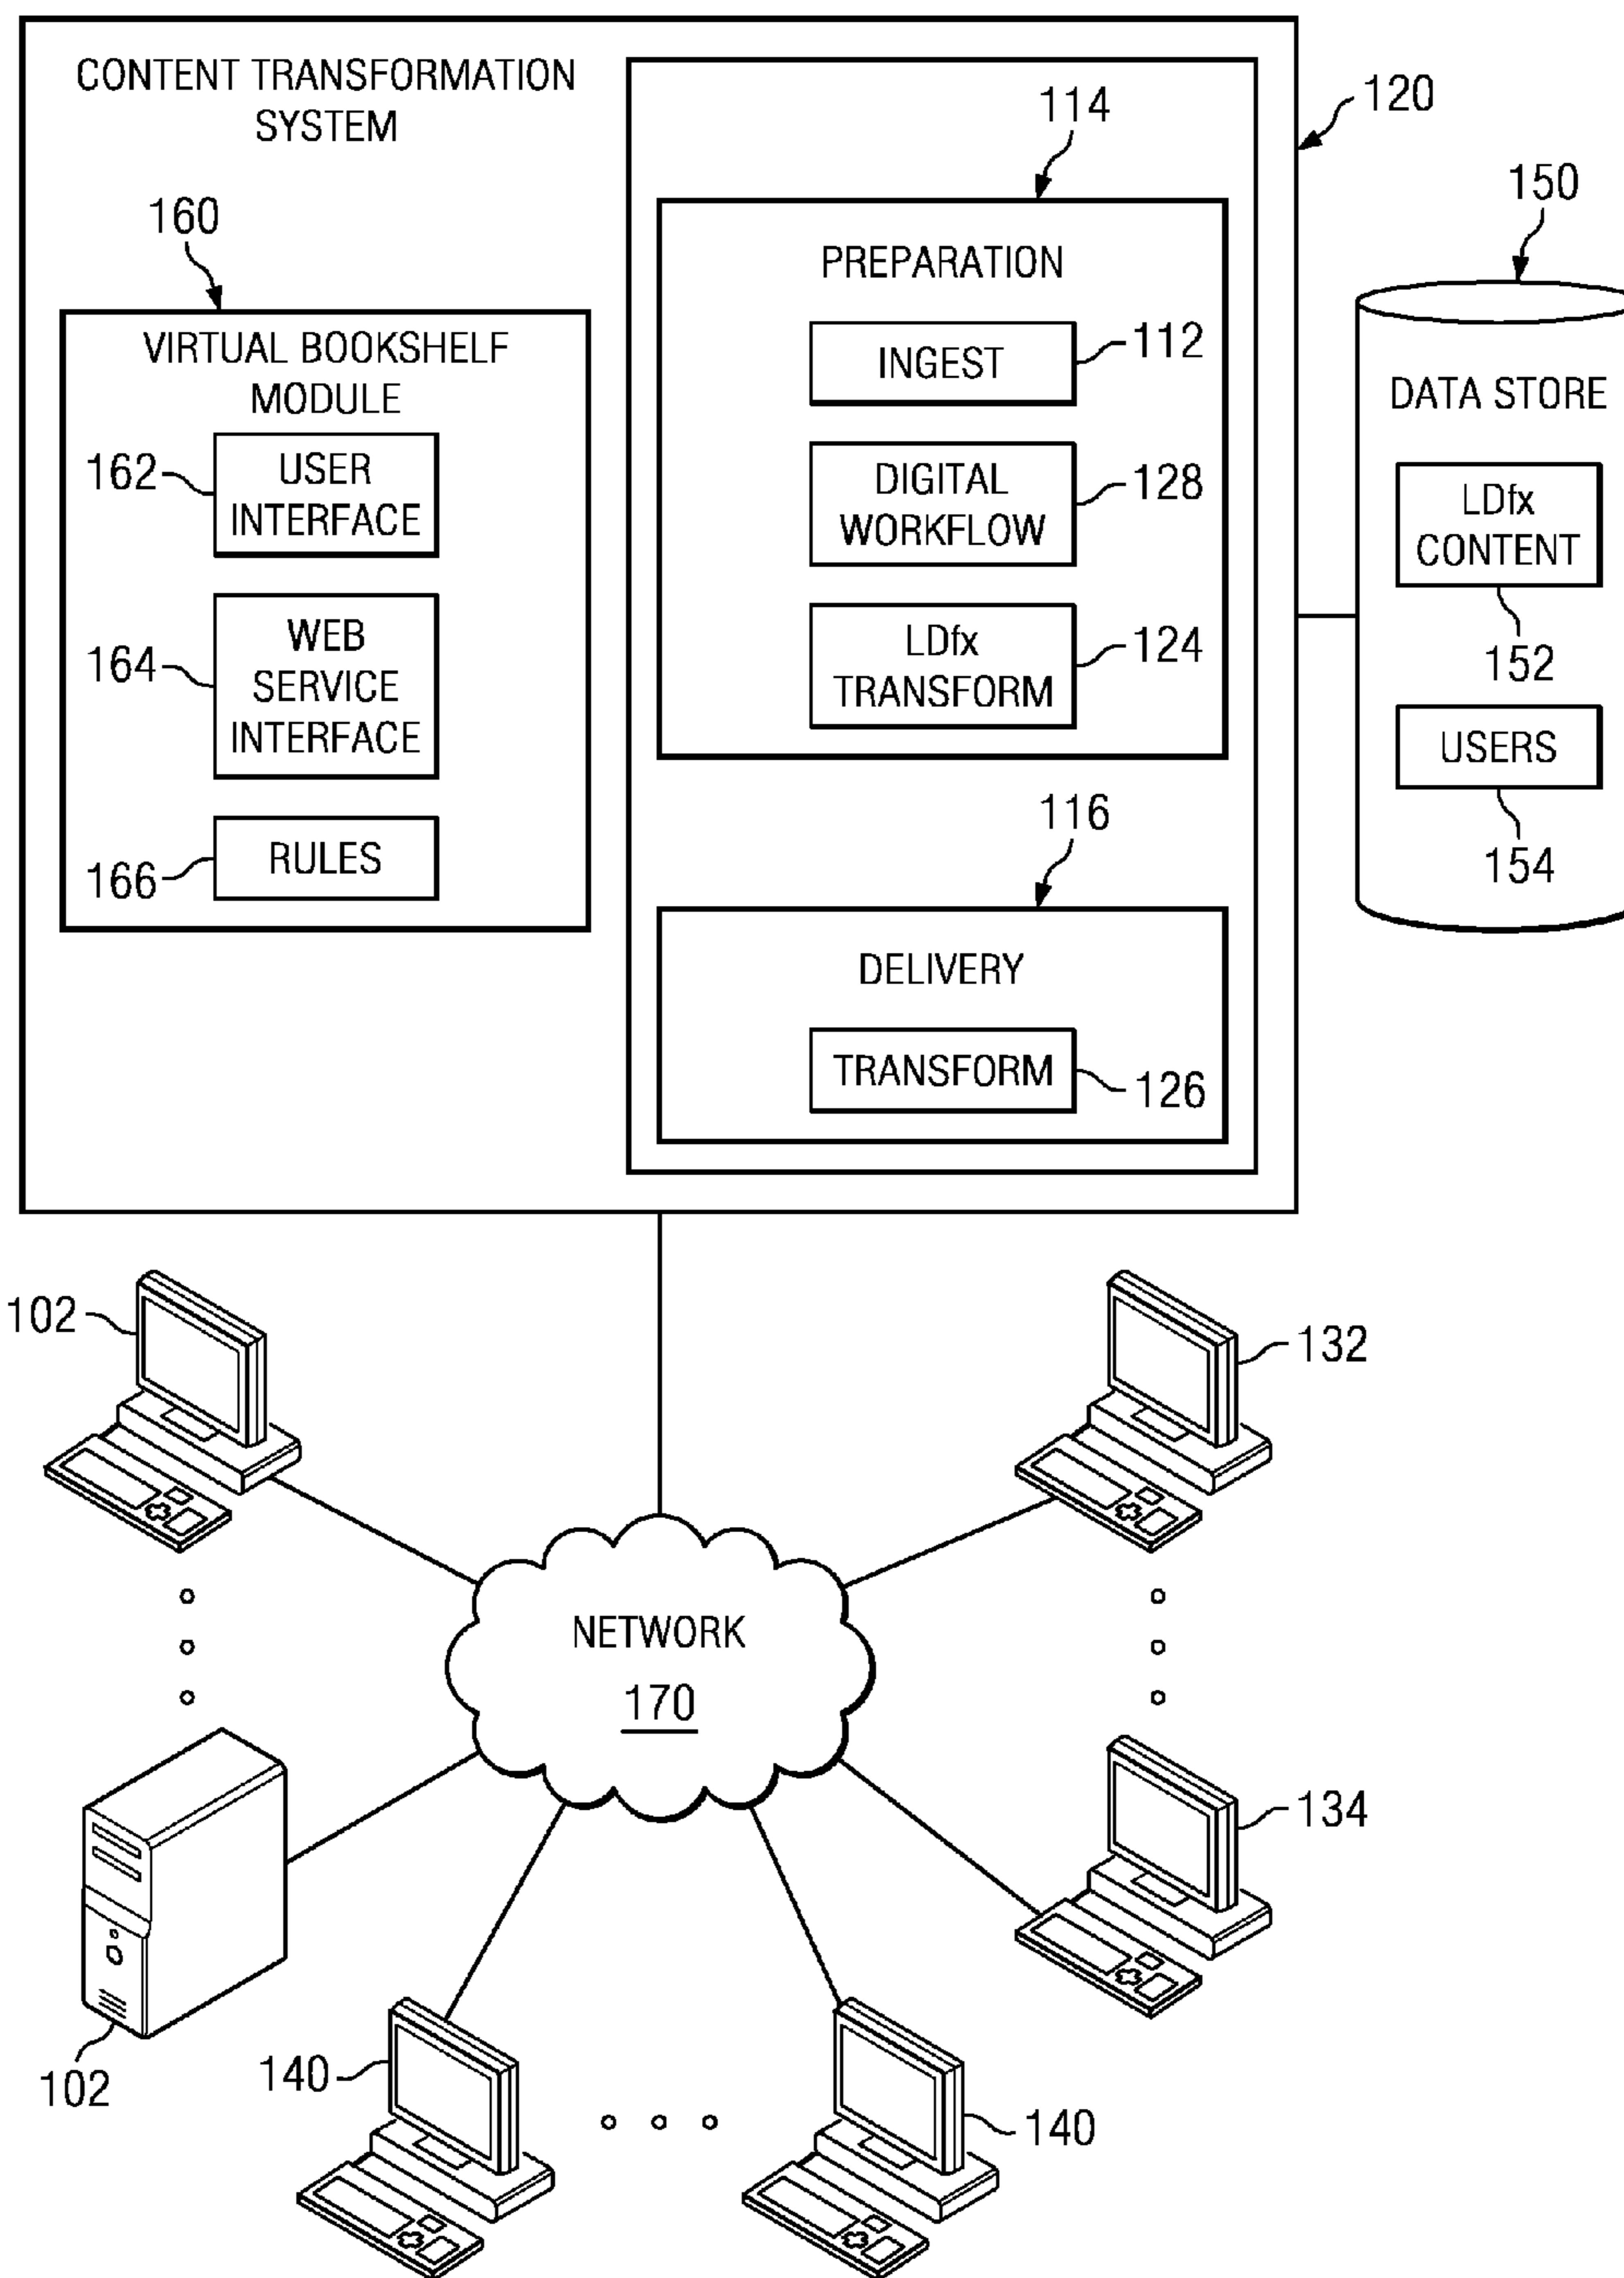 CONTENT TRANSFORMATION
SYSTEM
120
114
150
160
PREPARATION
VIRTUAL BOOKSHELF
MODULE
INGEST
112
DATA STORE
162
USER
INTERFACE
DIGITAL
WORKFLOW
128
LDfx
CONTENT
164
WEB
SERVICE
INTERFACE
LDfx
TRANSFORM
124
152
USERS
166
RULES
116
154
DELIVERY
TRANSFORM
126
102
132
NETWORK
170
134
102
140
140